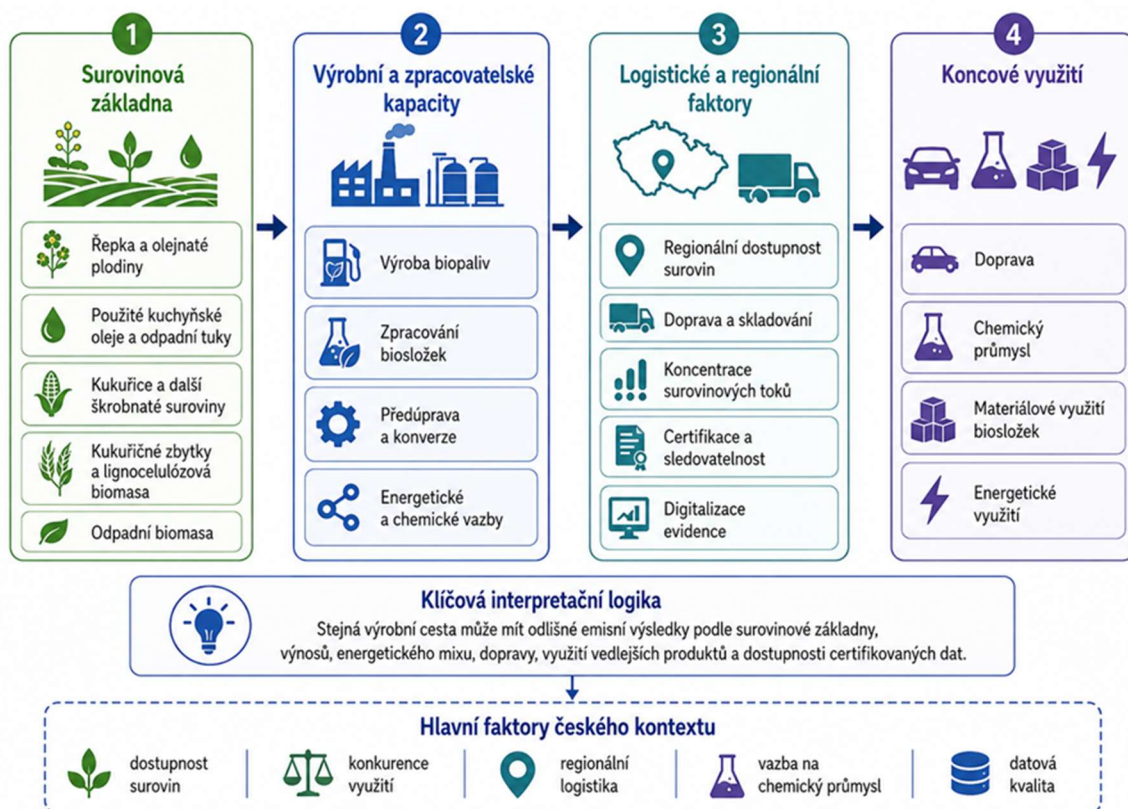 1
Surovinová
základna
Řepka a olejnaté
plodiny
Použité kuchyňské
oleje a odpadní tuky
Kukuřice a další
škrobnaté suroviny
Kukuřičné zbytky
a lignocelulózová
biomasa
Odpadní biomasa
2
Výrobní a zpracovatelské
kapacity
Výroba biopaliv
Zpracování
biosložek
Předúprava
a konverze
Energetické
a chemické vazby
3
Logistické a regionální
faktory
Regionální dostupnost
surovin
Doprava a skladování
Koncentrace
surovinových toků
Certifikace a
sledovatelnost
Digitalizace
evidence
4
Koncové využití
Doprava
Chemický
průmysl
Materiálové využití
biosložek
Energetické
využití
Klíčová interpretační logika
Stejná výrobní cesta může mít odlišné emisní výsledky podle surovinové základny,
výnosů, energetického mixu, dopravy, využití vedlejších produktů a dostupnosti certifikovaných dat.
Hlavní faktory českého kontextu
dostupnost
surovin
konkurence
využití
regionální
logistika
vazba na
chemický průmysl
datová
kvalita